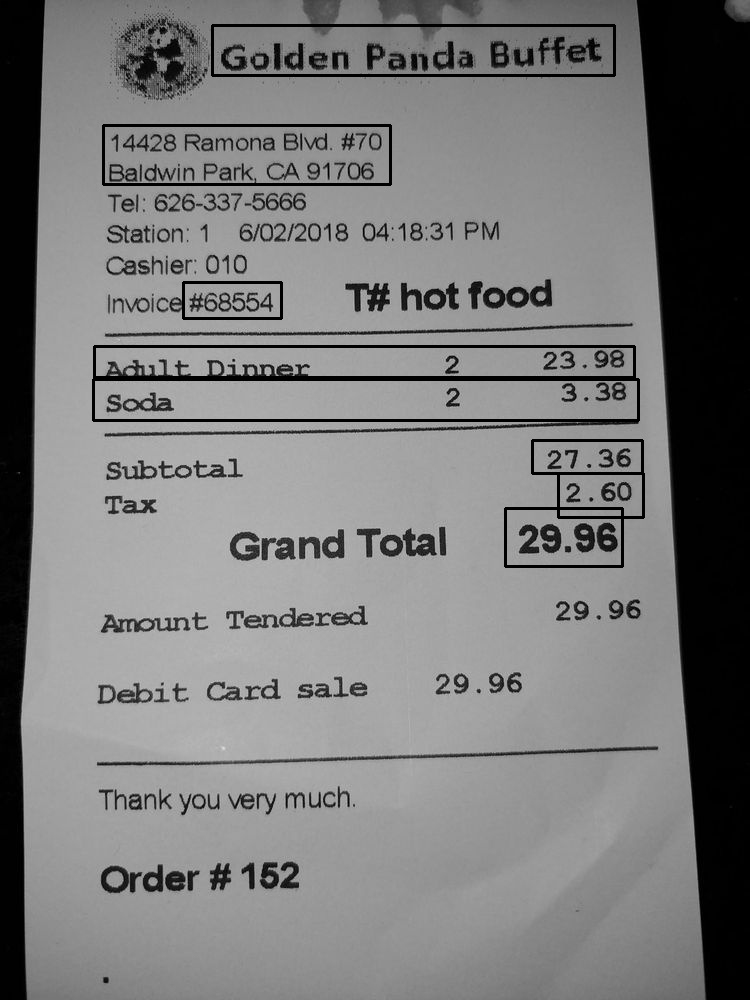 Golden Panda Buffet
14428 Ramona Blvd. #70
Baldwin Park, CA 91706
Tel: 626-337-5666
Station: 1 6/02/2018 04:18:31 PM
Cashier: 010
Invoice #68554 T# hot food
Adult Dinner 2 23.98
Soda 2 3.38
Subtotal 27.36
Tax 2.60
Grand Total 29.96
Amount Tendered 29.96
Debit Card sale 29.96
Thank you very much.
Order # 152
.